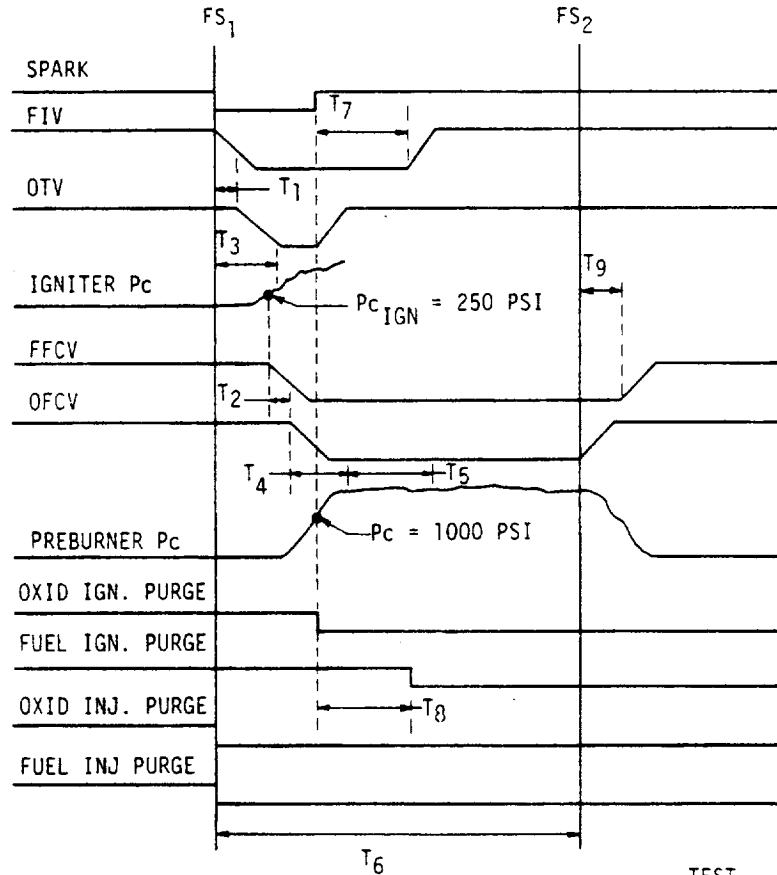 FS1 FS2
SPARK
T7
FIV
T1
OTV
T3
T9
IGNITER Pc
PcIGN = 250 PSI
FFCV
T2
OFCV
T4 T5
Pc = 1000 PSI
PREBURNER Pc
OXID IGN. PURGE
FUEL IGN. PURGE
T8
OXID INJ. PURGE
FUEL INJ PURGE
T6
TEST